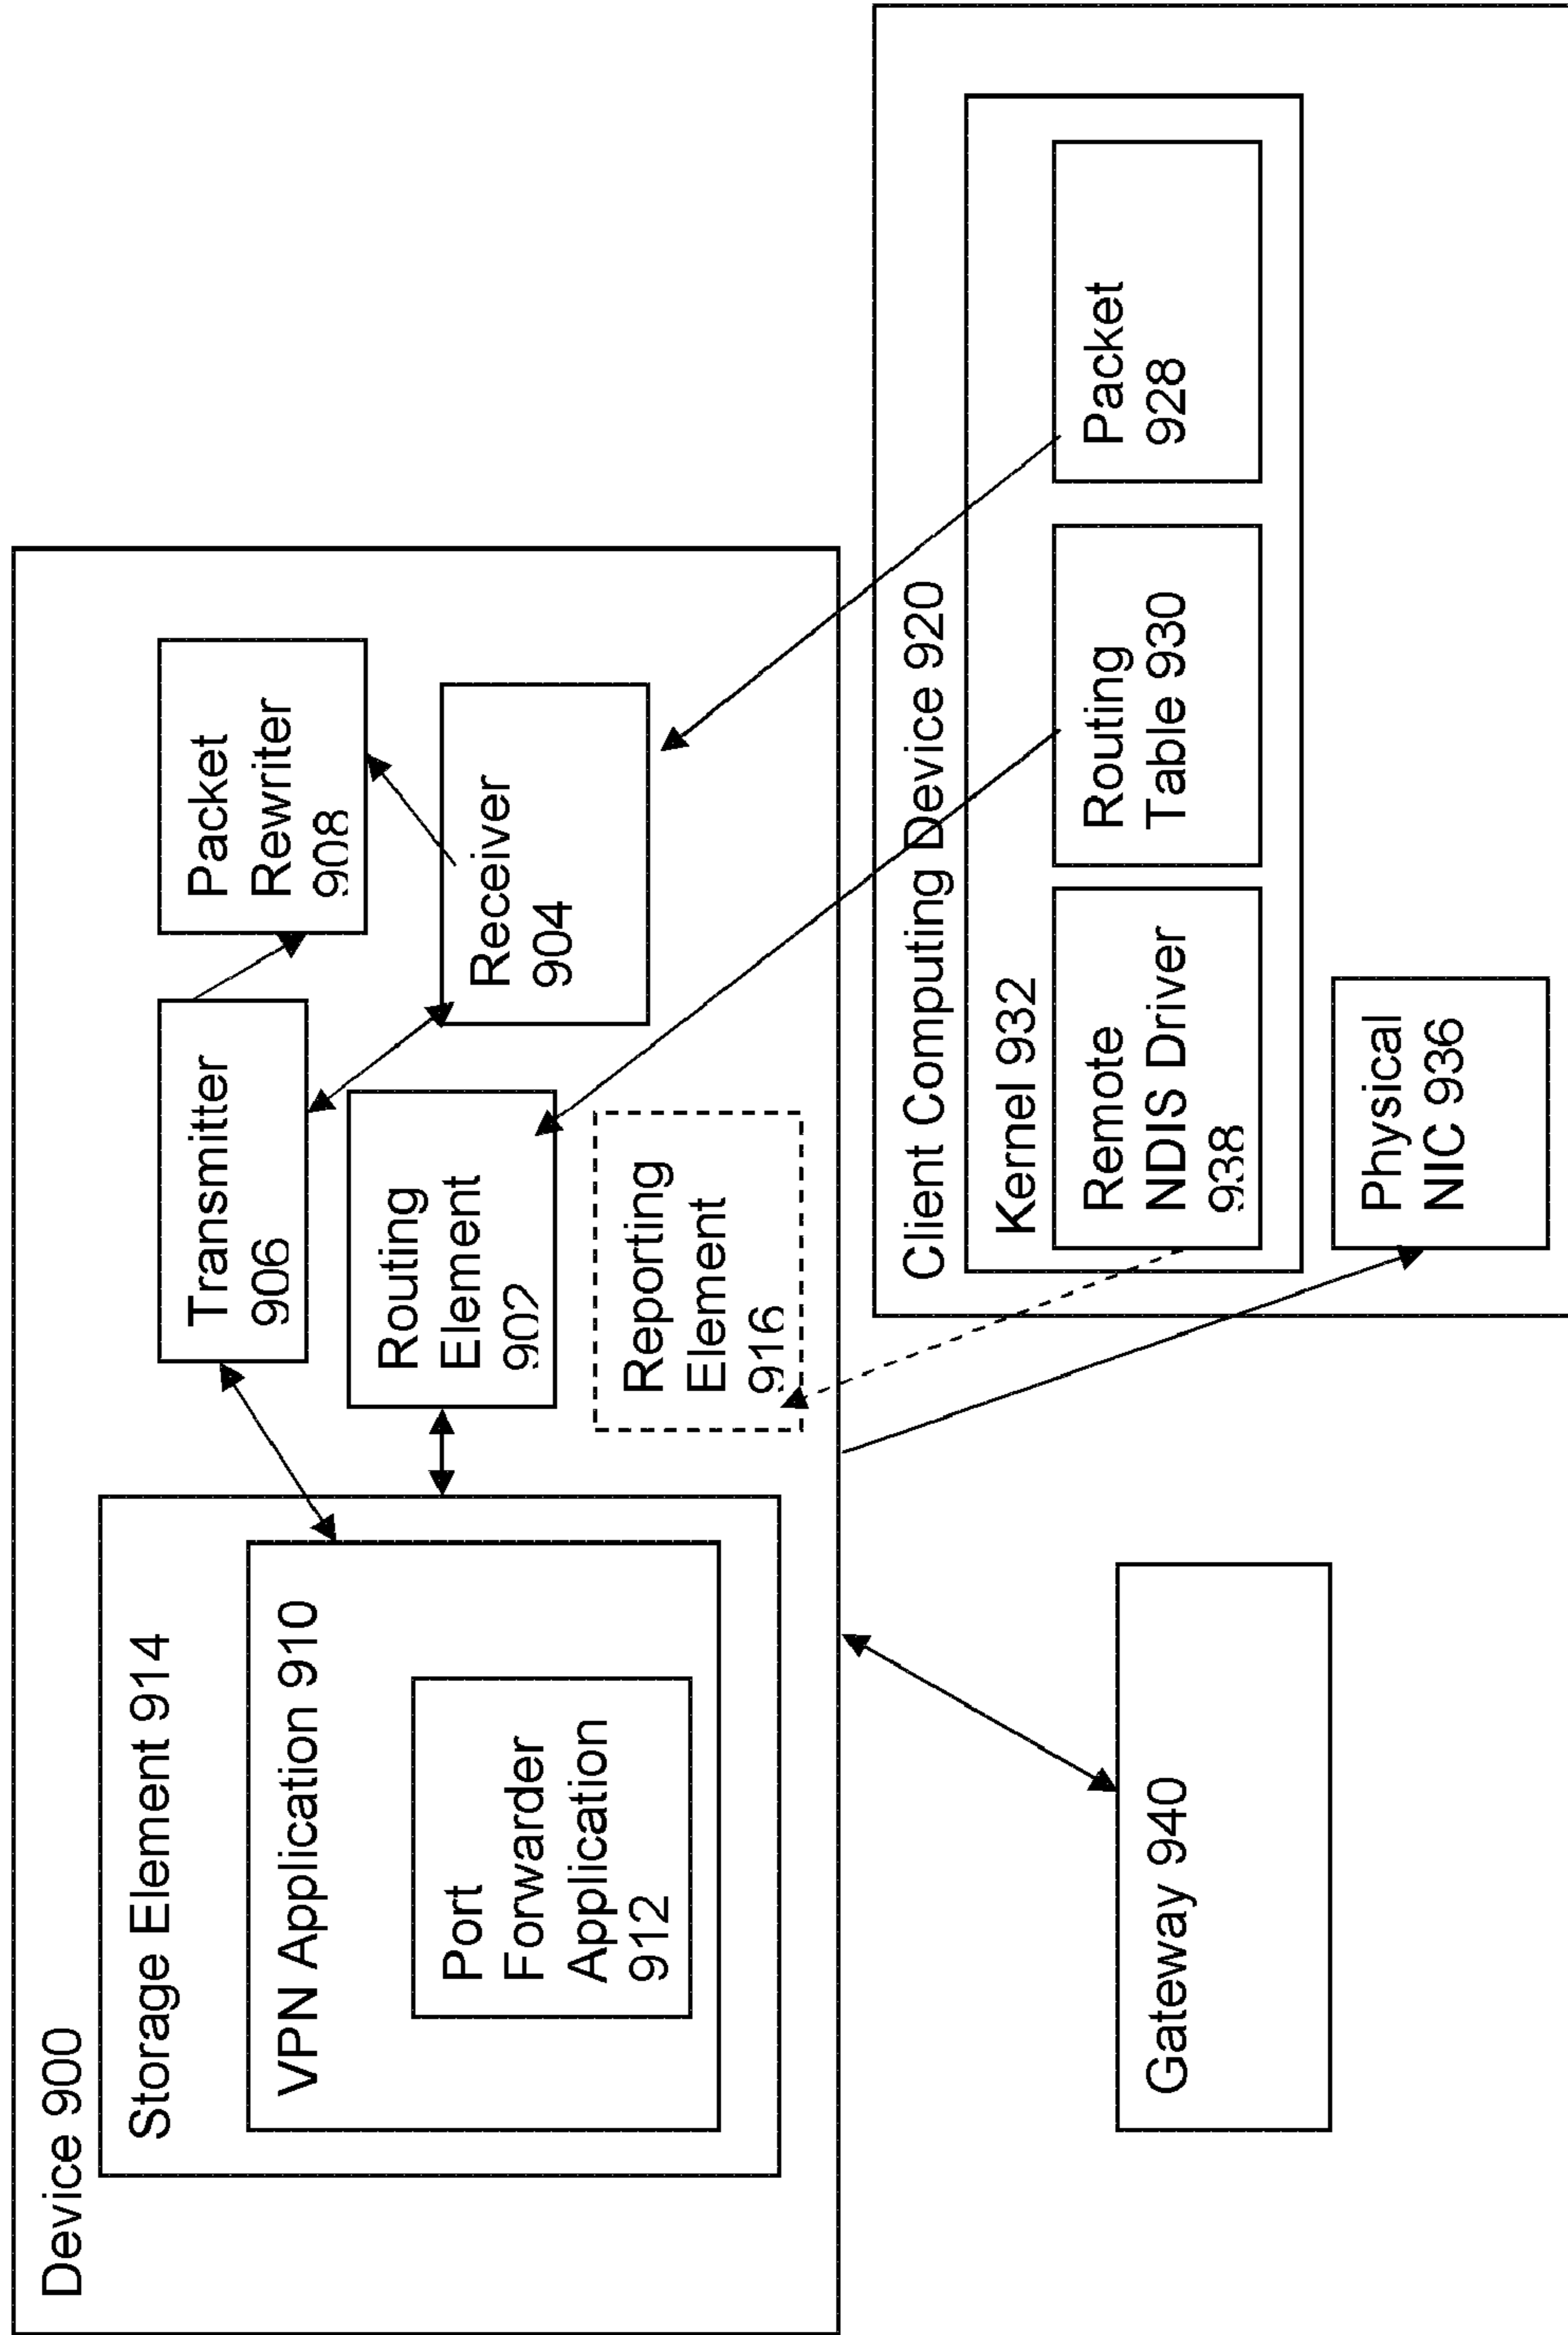 Device 900
Storage Element 914
VPN Application 910
Port
Forwarder
Application
912
Transmitter
906
Packet
Rewriter
908
Routing
Element
902
Receiver
904
Reporting
Element
916
Gateway 940
Client Computing Device 920
Kernel 932
Remote
NDIS Driver
938
Routing
Table 930
Packet
928
Physical
NIC 936